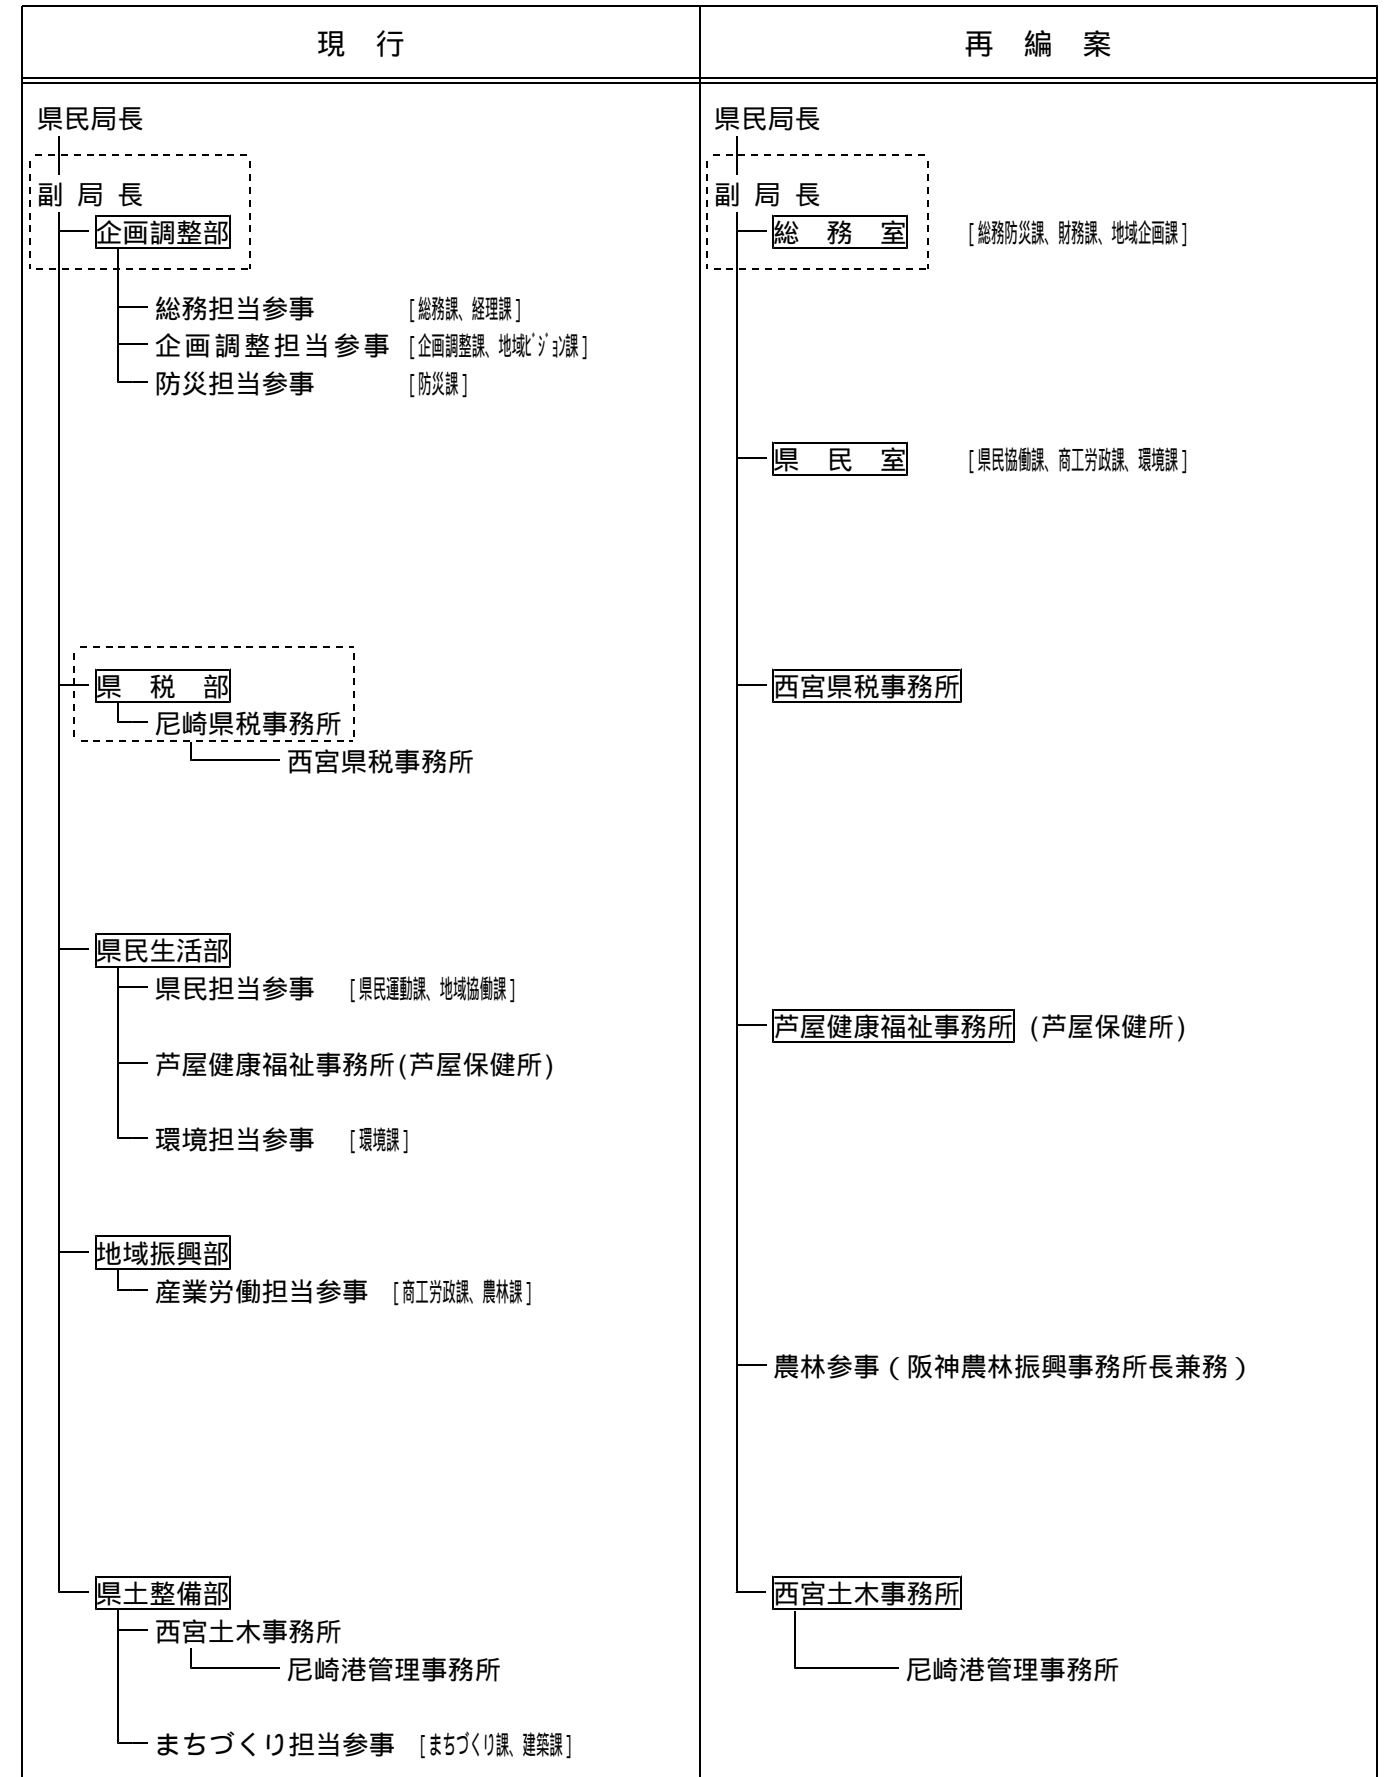 現 行
県民局長
副 局 長
企画調整部
総務担当参事 [総務課、経理課]
企画調整担当参事 [企画調整課、地域ﾋﾞｼﾞｮﾝ課]
防災担当参事 [防災課]
県 税 部
尼崎県税事務所
西宮県税事務所
県民生活部
県民担当参事 [県民運動課、地域協働課]
芦屋健康福祉事務所(芦屋保健所)
環境担当参事 [環境課]
地域振興部
産業労働担当参事 [商工労政課、農林課]
県土整備部
西宮土木事務所
尼崎港管理事務所
まちづくり担当参事 [まちづくり課、建築課]
再 編 案
県民局長
副 局 長
総 務 室 [総務防災課、財務課、地域企画課]
県 民 室 [県民協働課、商工労政課、環境課]
西宮県税事務所
芦屋健康福祉事務所 (芦屋保健所)
農林参事（阪神農林振興事務所長兼務）
西宮土木事務所
尼崎港管理事務所